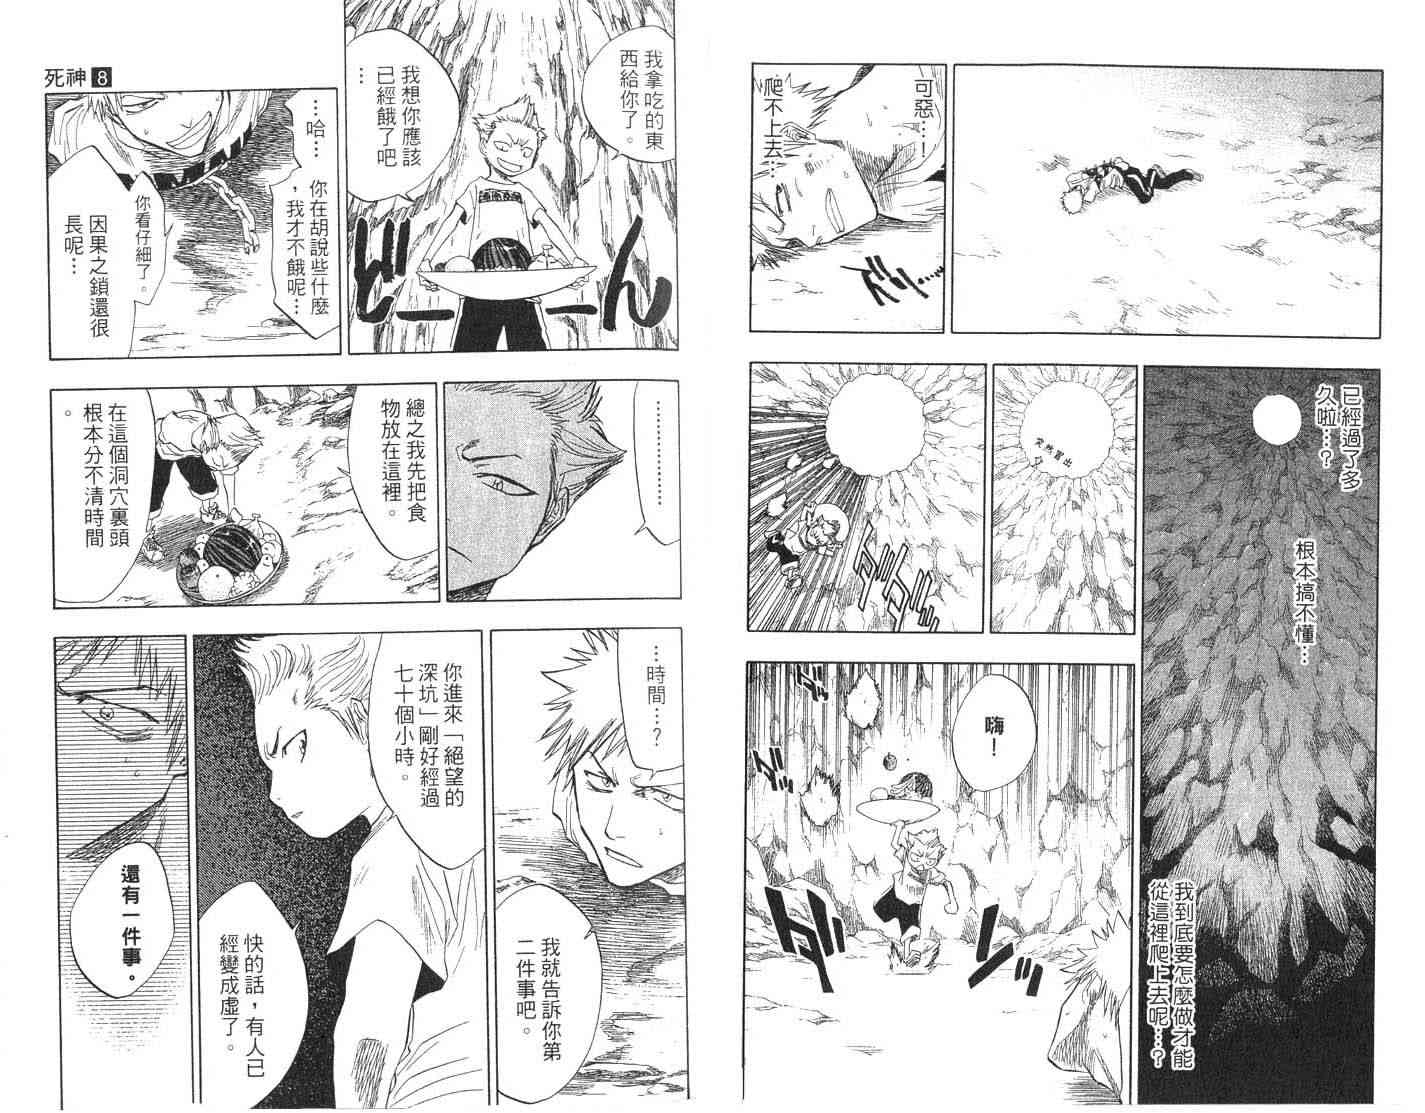 可惡…！
爬不上去…
已經過了多
久啦…？
根本搞不懂…
我到底要怎麼做才能
從這裡爬上去呢…？
突然冒出
嗨！
死神 8
我拿吃的東
西給你了。
我想你應該
已經餓了吧
…
どーーん
…哈…
你在胡說些什麼
，我才不餓呢…
你看仔細了。
因果之鎖還很
長呢…
…………
總之我先把食
物放在這裡。
在這個洞穴裏頭
根本分不清時間
。
…時間…？
我就告訴你第
二件事吧。
你進來「絕望的
深坑」剛好經過
七十個小時。
快的話，有人已
經變成虛了。
還有一件事。